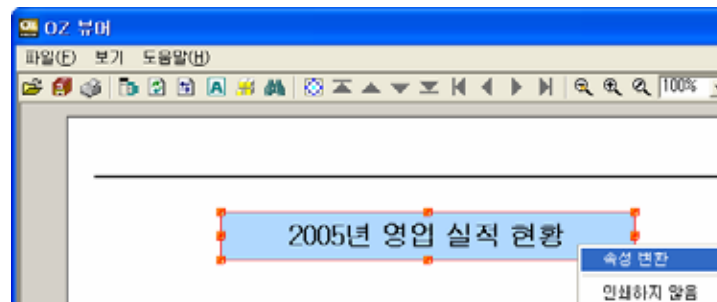 OZ 뷰어
파일(F) 보기 도움말(H)
A 100%
2005년 영업 실적 현황
속성 변환
인쇄하지 않음